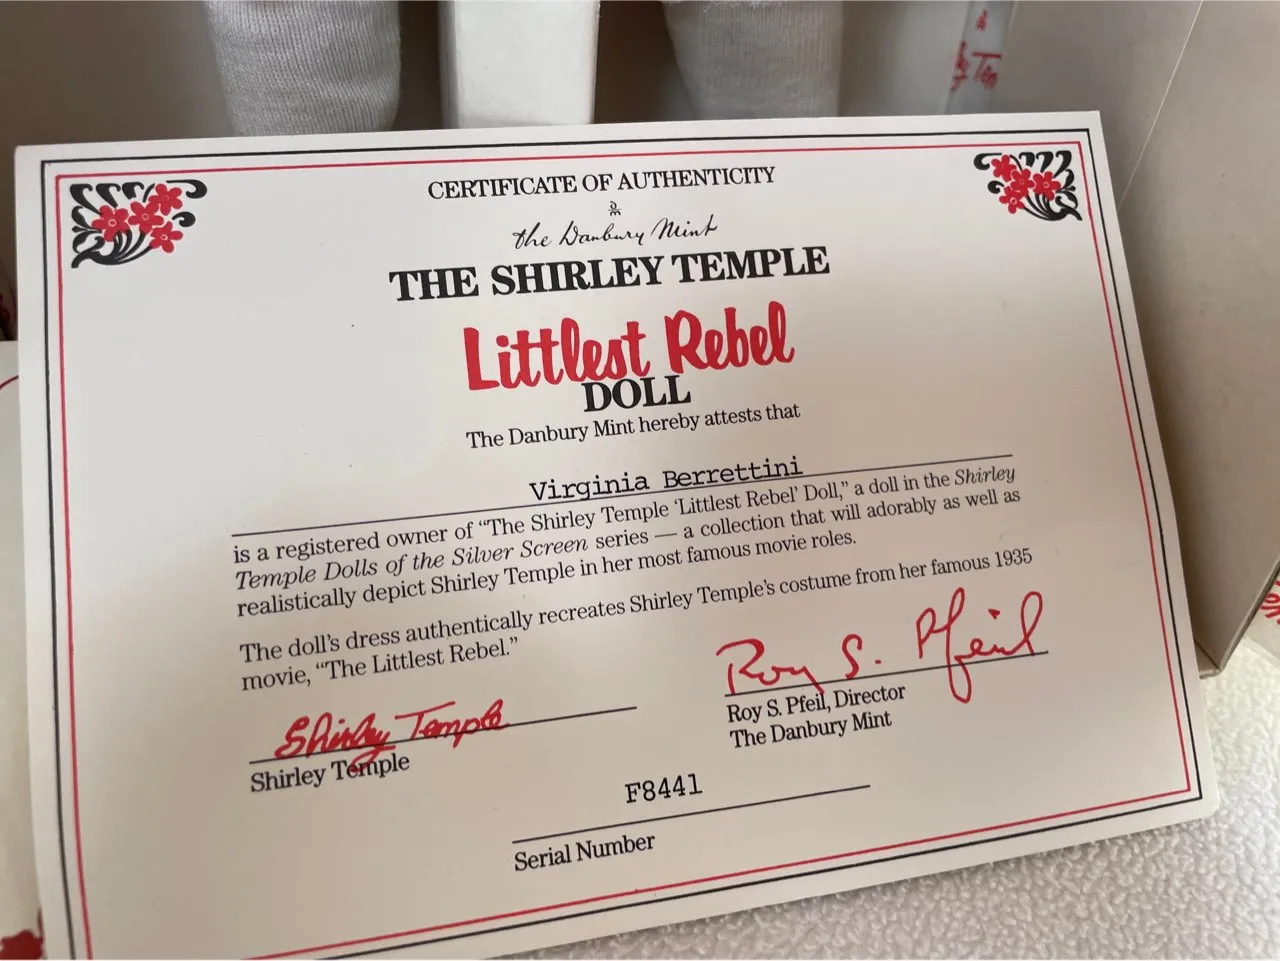 CERTIFICATE OF AUTHENTICITY
the Danbury Mint
THE SHIRLEY TEMPLE
Littlest Rebel
DOLL
The Danbury Mint hereby attests that
Virginia Berrettini
is a registered owner of “The Shirley Temple ‘Littlest Rebel’ Doll,” a doll in the Shirley
Temple Dolls of the Silver Screen series — a collection that will adorably as well as
realistically depict Shirley Temple in her most famous movie roles.
The doll’s dress authentically recreates Shirley Temple’s costume from her famous 1935
movie, “The Littlest Rebel.”
Shirley Temple
Shirley Temple
Roy S. Pfeil
Roy S. Pfeil, Director
The Danbury Mint
F8441
Serial Number